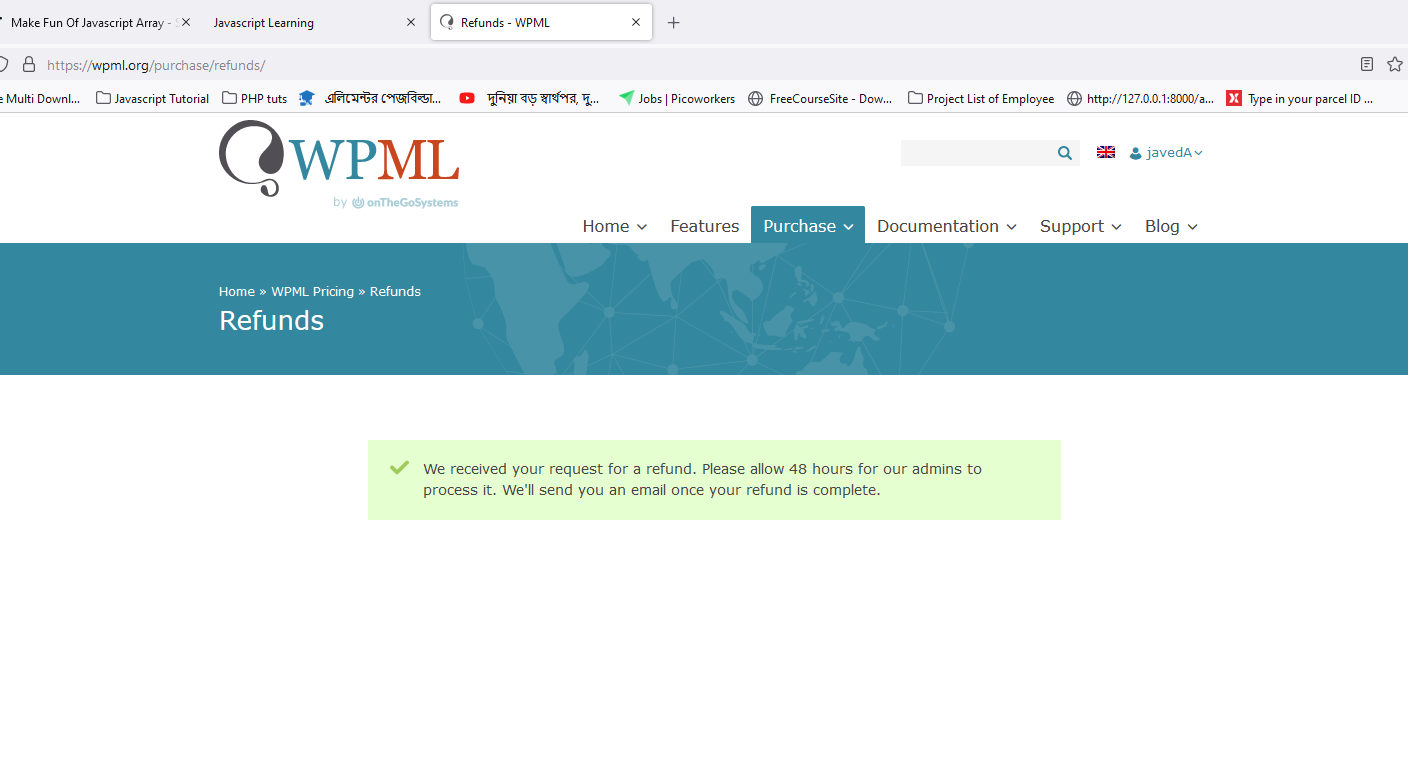 Make Fun Of Javascript Array - S
Javascript Learning
Refunds - WPML
https://wpml.org/purchase/refunds/
e Multi Downl...
Javascript Tutorial
PHP tuts
এলিমেন্টর পেজবিল্ডা...
দুনিয়া বড় স্বার্থপর, দু...
Jobs | Picoworkers
FreeCourseSite - Dow...
Project List of Employee
http://127.0.0.1:8000/a...
Type in your parcel ID ...
WPML
by onTheGoSystems
javedA
Home
Features
Purchase
Documentation
Support
Blog
Home » WPML Pricing » Refunds
Refunds
We received your request for a refund. Please allow 48 hours for our admins to
process it. We'll send you an email once your refund is complete.